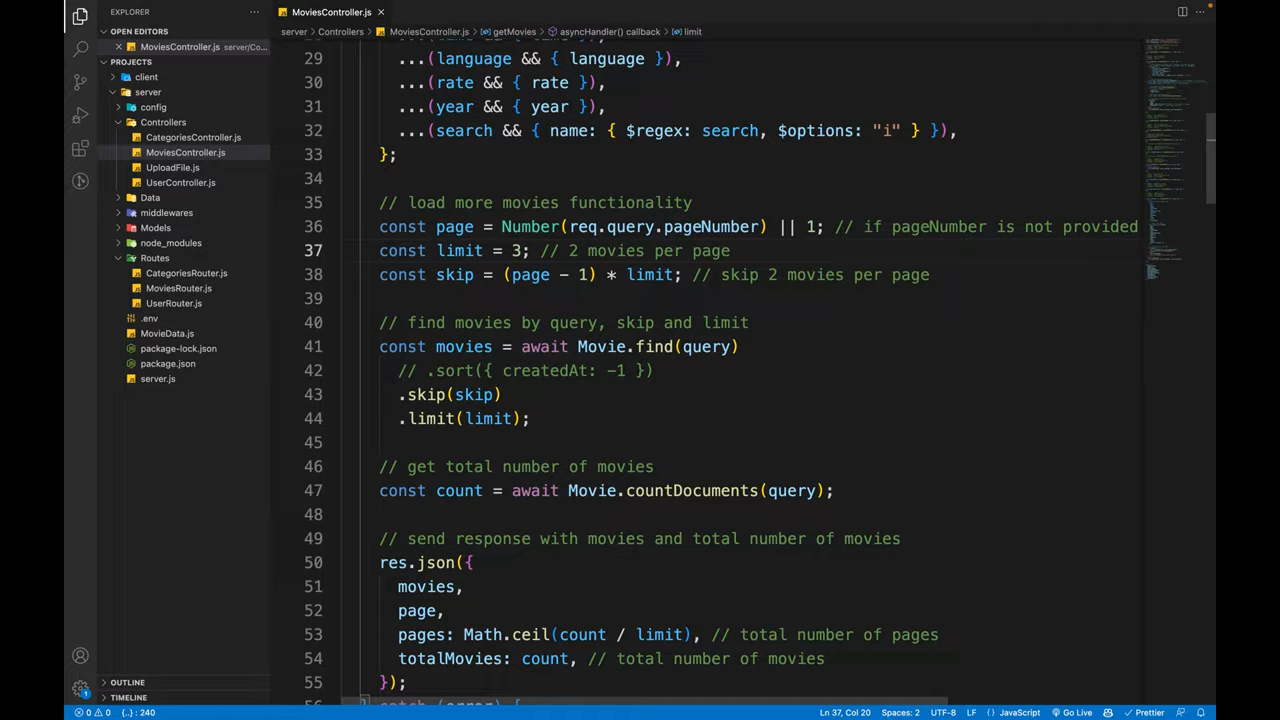 EXPLORER
OPEN EDITORS
MoviesController.js server/Co...
PROJECTS
client
server
config
Controllers
CategoriesController.js
MoviesController.js
UploadFile.js
UserController.js
Data
middlewares
Models
node_modules
Routes
CategoriesRouter.js
MoviesRouter.js
UserRouter.js
.env
MovieData.js
package-lock.json
package.json
server.js
OUTLINE
TIMELINE
MoviesController.js
server > Controllers > MoviesController.js > getMovies > asyncHandler() callback > limit
29 ...(language && { language }),
30 ...(rate && { rate }),
31 ...(year && { year }),
32 ...(search && { name: { $regex: search, $options: "i" } }),
33 };
34
35 // load more movies functionality
36 const page = Number(req.query.pageNumber) || 1; // if pageNumber is not provided
37 const limit = 3; // 2 movies per page
38 const skip = (page - 1) * limit; // skip 2 movies per page
39
40 // find movies by query, skip and limit
41 const movies = await Movie.find(query)
42 // .sort({ createdAt: -1 })
43 .skip(skip)
44 .limit(limit);
45
46 // get total number of movies
47 const count = await Movie.countDocuments(query);
48
49 // send response with movies and total number of movies
50 res.json({
51 movies,
52 page,
53 pages: Math.ceil(count / limit), // total number of pages
54 totalMovies: count, // total number of movies
55 });
56 } catch (error) {
0 0 {..} : 240 Ln 37, Col 20 Spaces: 2 UTF-8 LF {} JavaScript Go Live Prettier